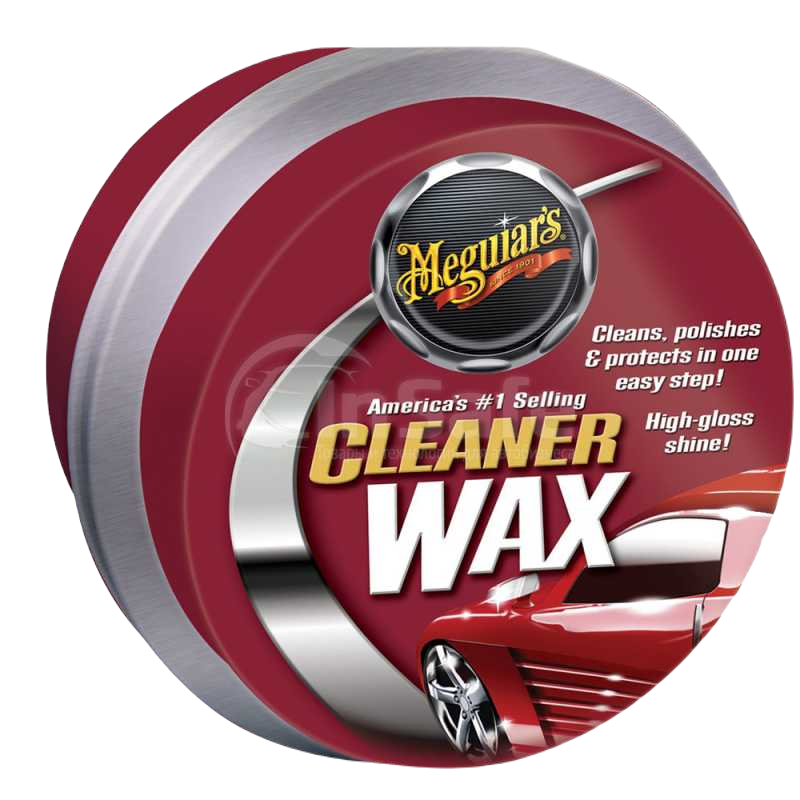 Meguiar's
SINCE 1901
Cleans, polishes
& protects in one
easy step!
America's #1 Selling
High-gloss
shine!
CLEANER
WAX